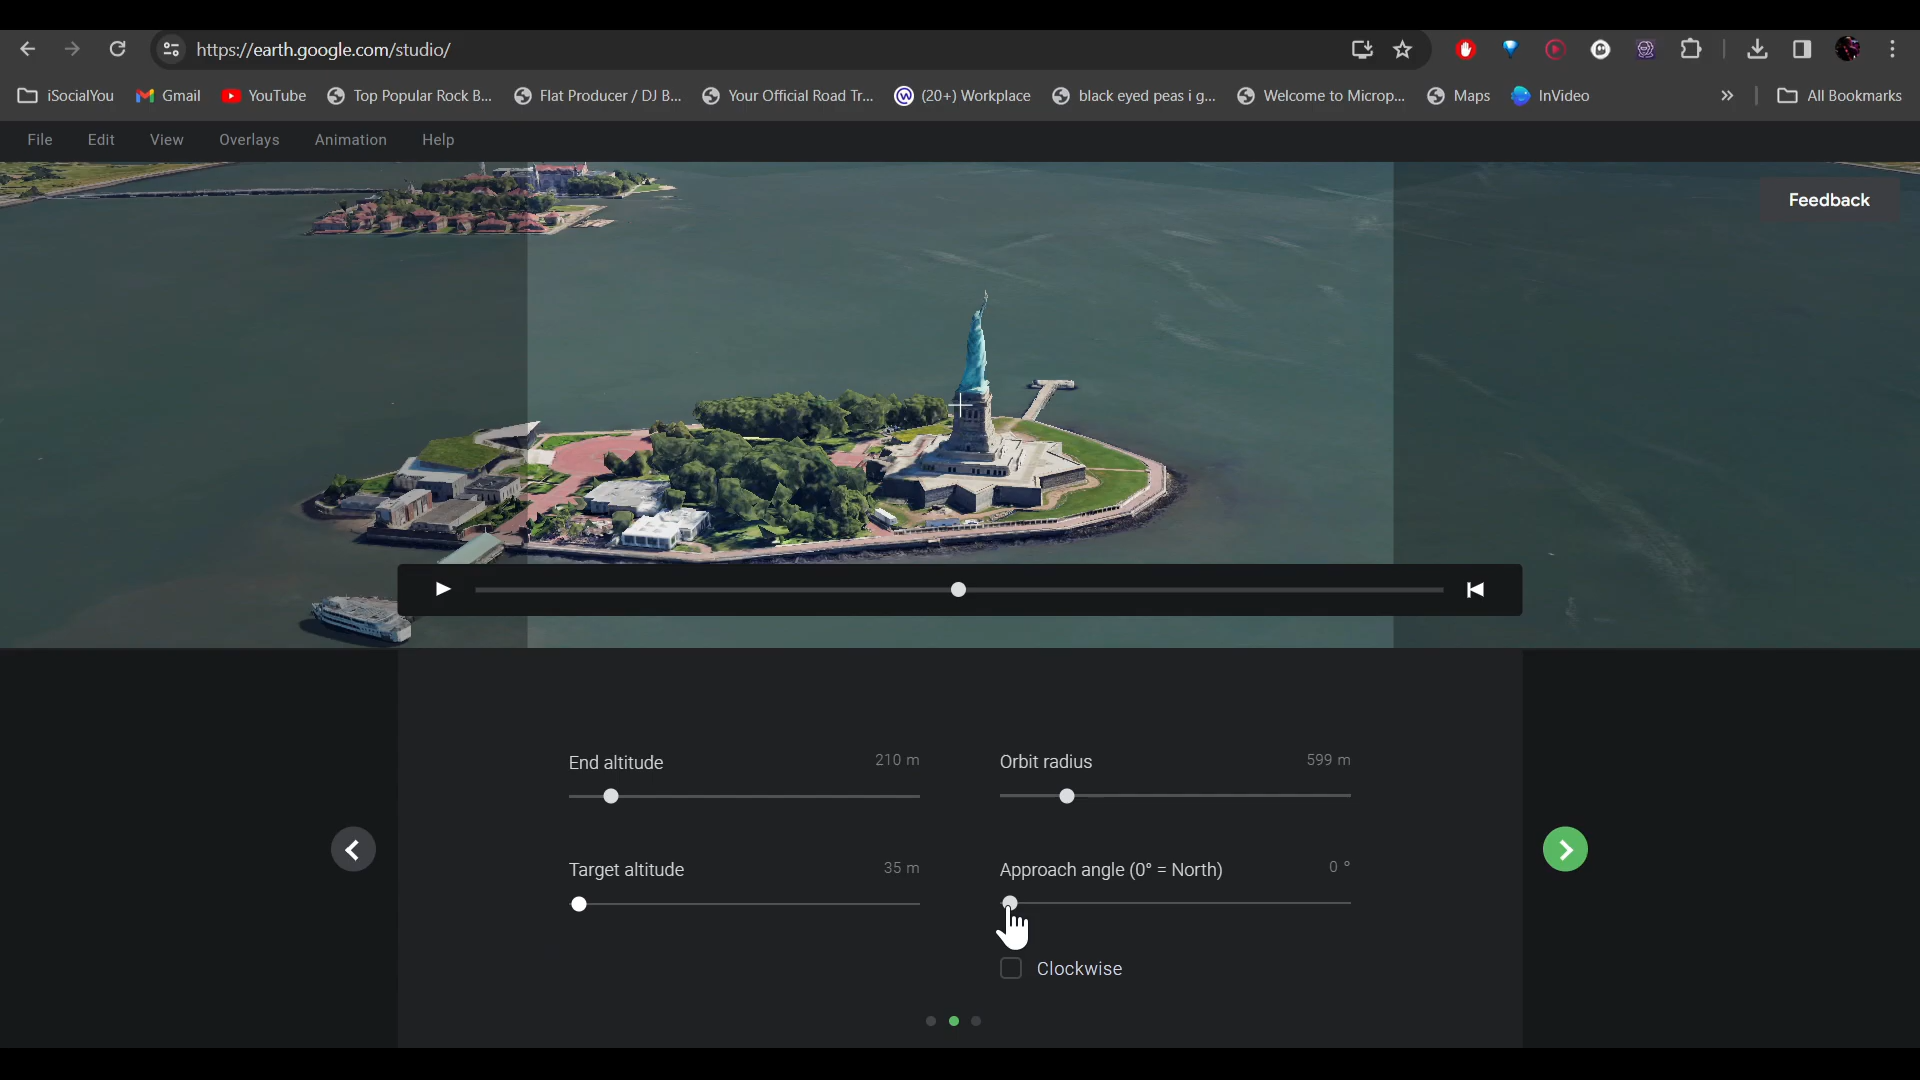 https://earth.google.com/studio/
iSocialYou Gmail YouTube Top Popular Rock B... Flat Producer / DJ B... Your Official Road Tr... (20+) Workplace black eyed peas i g... Welcome to Microp... Maps InVideo » All Bookmarks
File Edit View Overlays Animation Help
Feedback
End altitude 210 m Orbit radius 599 m
Target altitude 35 m Approach angle (0° = North) 0 °
Clockwise